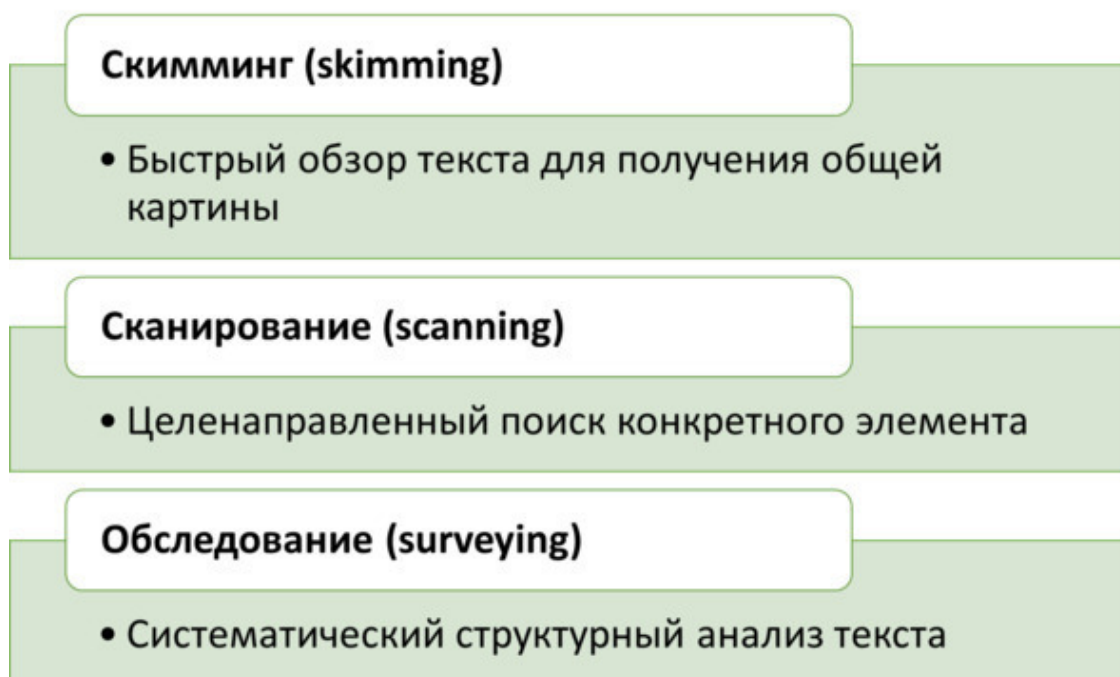 Скимминг (skimming)
• Быстрый обзор текста для получения общей
картины
Сканирование (scanning)
• Целенаправленный поиск конкретного элемента
Обследование (surveying)
• Систематический структурный анализ текста